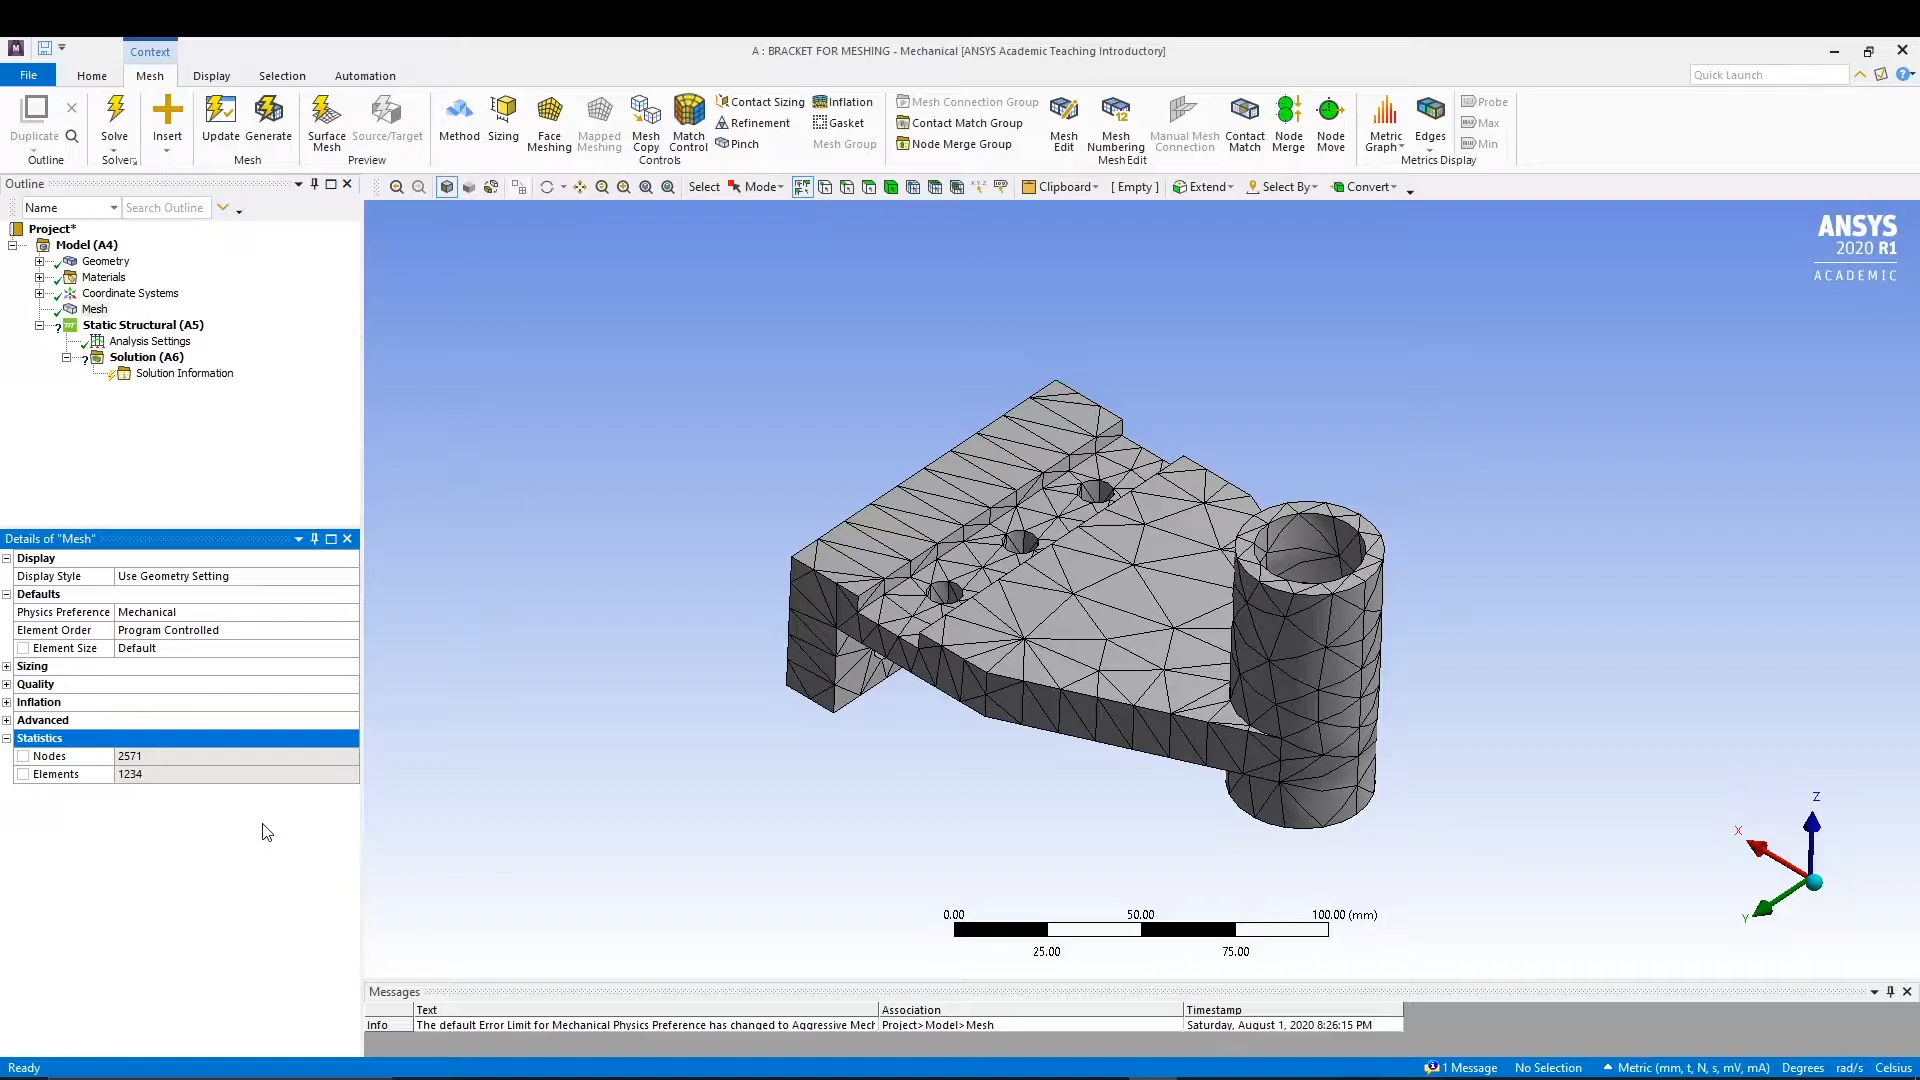 Context
A : BRACKET FOR MESHING - Mechanical [ANSYS Academic Teaching Introductory]
File Home Mesh Display Selection Automation
Quick Launch
Duplicate
Outline
Solve
Solver
Insert
Update Generate
Mesh
Surface Mesh Source/Target
Preview
Method Sizing Face Meshing Mapped Meshing Mesh Copy Match Control
Contact Sizing Inflation
Refinement Gasket
Pinch Mesh Group
Controls
Mesh Connection Group
Contact Match Group
Node Merge Group
Mesh Edit Mesh Numbering Manual Mesh Connection Contact Match Node Merge Node Move
12
Mesh Edit
Metric Graph Edges
Probe
Max
Min
Metrics Display
Outline
Select Mode Clipboard [ Empty ] Extend Select By Convert
Name Search Outline
Project*
Model (A4)
Geometry
Materials
Coordinate Systems
Mesh
Static Structural (A5)
Analysis Settings
Solution (A6)
Solution Information
Details of "Mesh"
Display
Display Style Use Geometry Setting
Defaults
Physics Preference Mechanical
Element Order Program Controlled
Element Size Default
Sizing
Quality
Inflation
Advanced
Statistics
Nodes 2571
Elements 1234
ANSYS
2020 R1
ACADEMIC
Z
X
Y
0.00 50.00 100.00 (mm)
25.00 75.00
Messages
Text Association Timestamp
Info The default Error Limit for Mechanical Physics Preference has changed to Aggressive Mech Project>Model>Mesh Saturday, August 1, 2020 8:26:15 PM
Ready 1 Message No Selection Metric (mm, t, N, s, mV, mA) Degrees rad/s Celsius